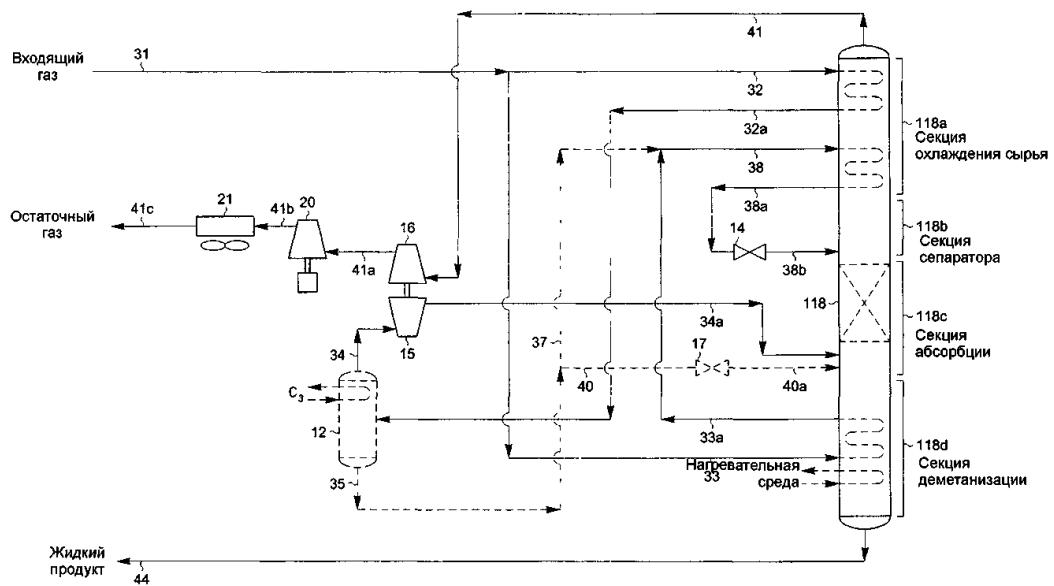 41
Входящий
газ
31
32
32a
118a
Секция
охлаждения сырья
38
38a
Остаточный
газ
41c
21
41b
20
16
41a
14
38b
118b
Секция
сепаратора
118
118c
Секция
абсорбции
34a
34
15
37
17
40
40a
C3
12
33a
33
Нагревательная
среда
118d
Секция
деметанизации
35
Жидкий
продукт
44